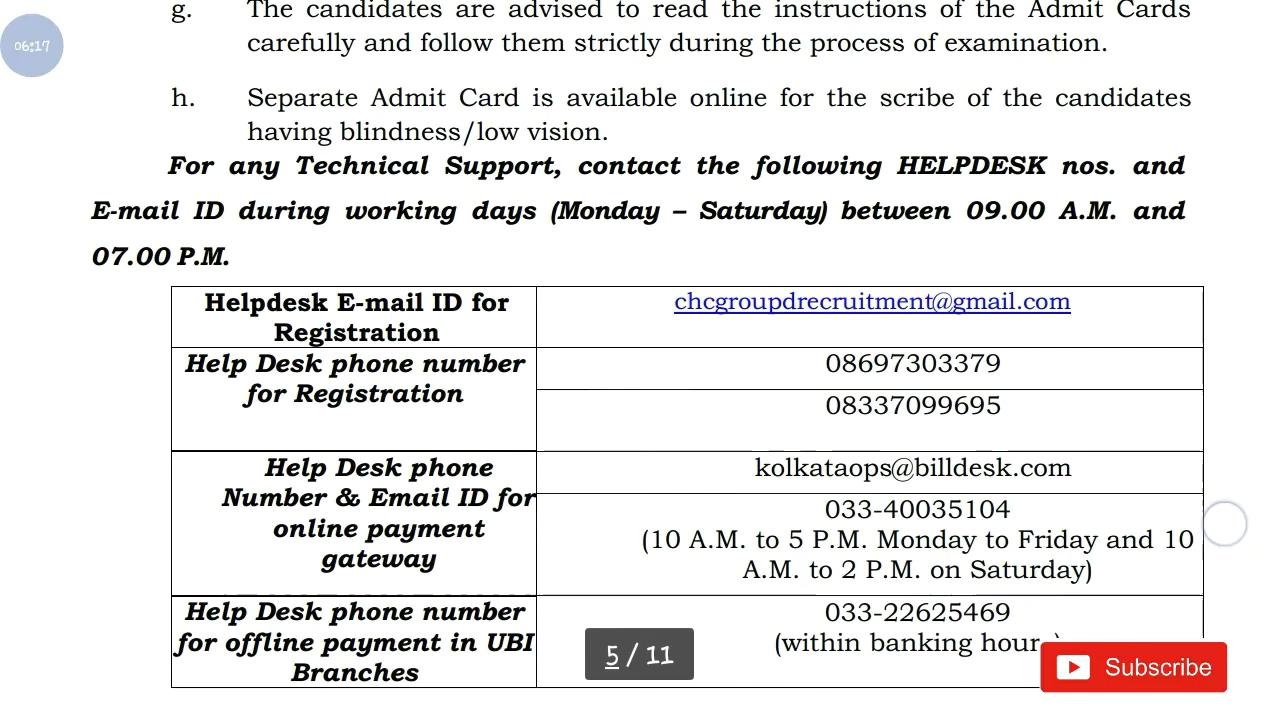 06:17
g. The candidates are advised to read the instructions of the Admit Cards
carefully and follow them strictly during the process of examination.
h. Separate Admit Card is available online for the scribe of the candidates
having blindness/low vision.
For any Technical Support, contact the following HELPDESK nos. and
E-mail ID during working days (Monday – Saturday) between 09.00 A.M. and
07.00 P.M.
Helpdesk E-mail ID for
Registration
chcgroupdrecruitment@gmail.com
Help Desk phone number
for Registration
08697303379
08337099695
Help Desk phone
Number & Email ID for
online payment
gateway
kolkataops@billdesk.com
033-40035104
(10 A.M. to 5 P.M. Monday to Friday and 10
A.M. to 2 P.M. on Saturday)
Help Desk phone number
for offline payment in UBI
Branches
033-22625469
(within banking hour
5 / 11
Subscribe